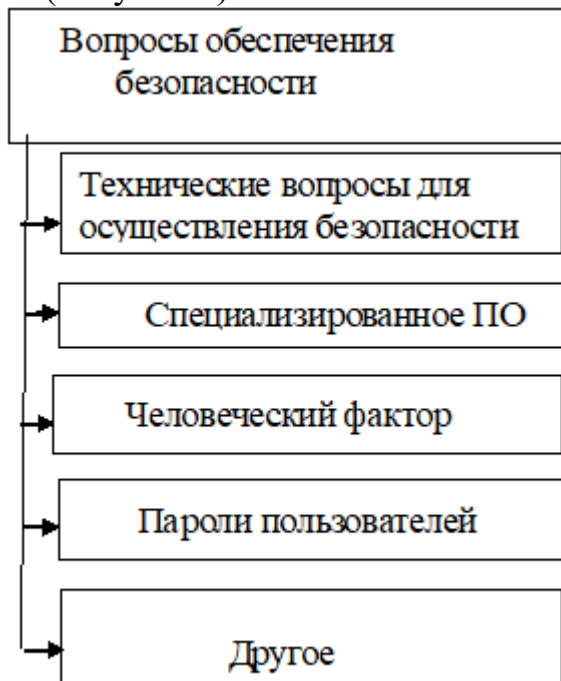 Вопросы обеспечения
безопасности
Технические вопросы для
осуществления безопасности
Специализированное ПО
Человеческий фактор
Пароли пользователей
Другое